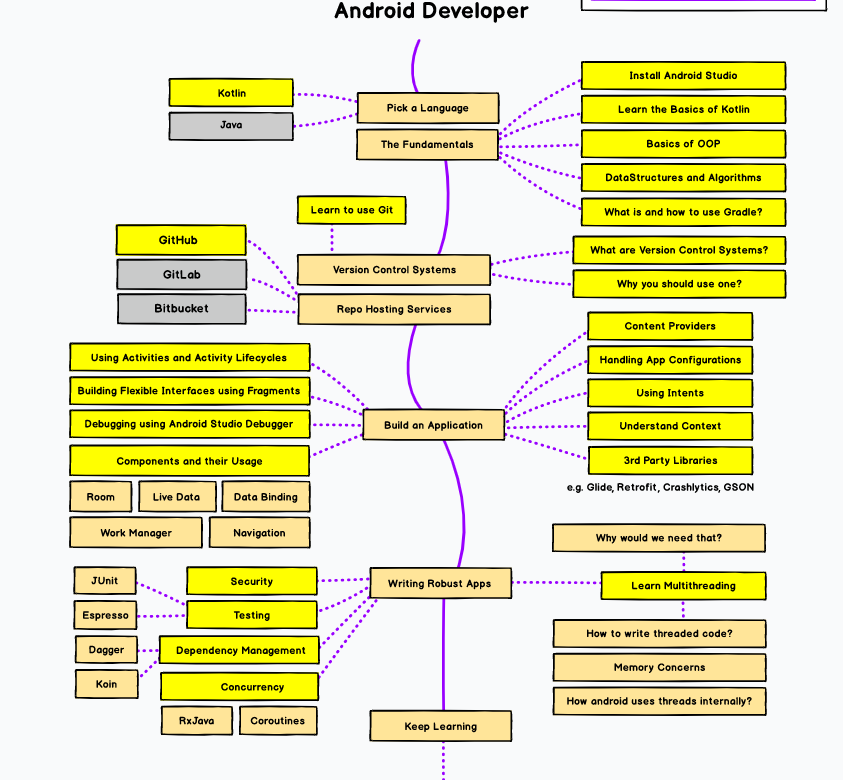 Android Developer
Kotlin
Java
Pick a Language
The Fundamentals
Install Android Studio
Learn the Basics of Kotlin
Basics of OOP
DataStructures and Algorithms
What is and how to use Gradle?
Learn to use Git
GitHub
GitLab
Bitbucket
Version Control Systems
Repo Hosting Services
What are Version Control Systems?
Why you should use one?
Using Activities and Activity Lifecycles
Building Flexible Interfaces using Fragments
Debugging using Android Studio Debugger
Components and their Usage
Room
Live Data
Data Binding
Work Manager
Navigation
Build an Application
Content Providers
Handling App Configurations
Using Intents
Understand Context
3rd Party Libraries
e.g. Glide, Retrofit, Crashlytics, GSON
JUnit
Espresso
Dagger
Koin
Security
Testing
Dependency Management
Concurrency
RxJava
Coroutines
Writing Robust Apps
Why would we need that?
Learn Multithreading
How to write threaded code?
Memory Concerns
How android uses threads internally?
Keep Learning